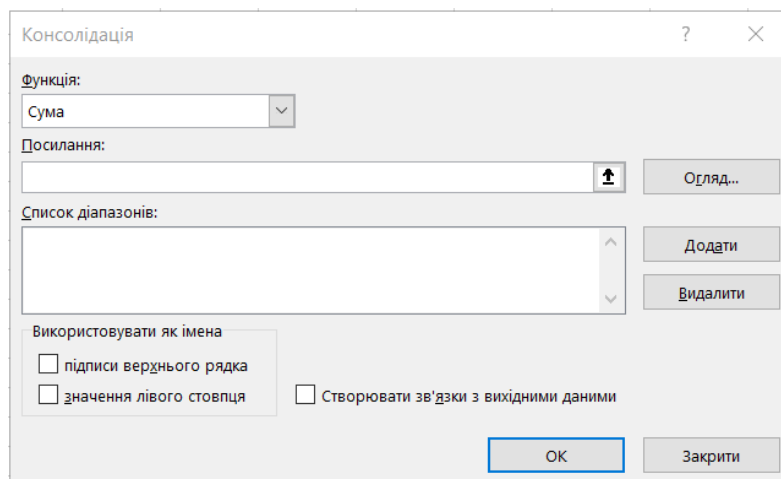 Консолідація ?
Функція:
Сума
Посилання:
Огляд...
Список діапазонів:
Додати
Видалити
Використовувати як імена
підписи верхнього рядка
значення лівого стовпця
Створювати зв'язки з вихідними даними
ОК
Закрити